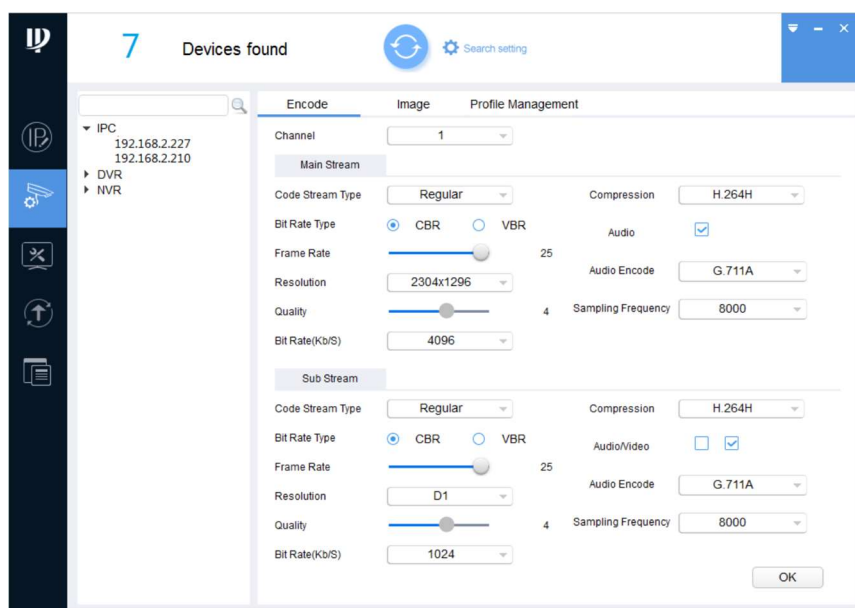 7 Devices found Search setting
IPC
192.168.2.227
192.168.2.210
DVR
NVR
Encode Image Profile Management
Channel 1
Main Stream
Code Stream Type Regular Compression H.264H
Bit Rate Type CBR VBR Audio
Frame Rate 25
Audio Encode G.711A
Resolution 2304x1296
Quality 4 Sampling Frequency 8000
Bit Rate(Kb/S) 4096
Sub Stream
Code Stream Type Regular Compression H.264H
Bit Rate Type CBR VBR Audio/Video
Frame Rate 25
Audio Encode G.711A
Resolution D1
Quality 4 Sampling Frequency 8000
Bit Rate(Kb/S) 1024
OK